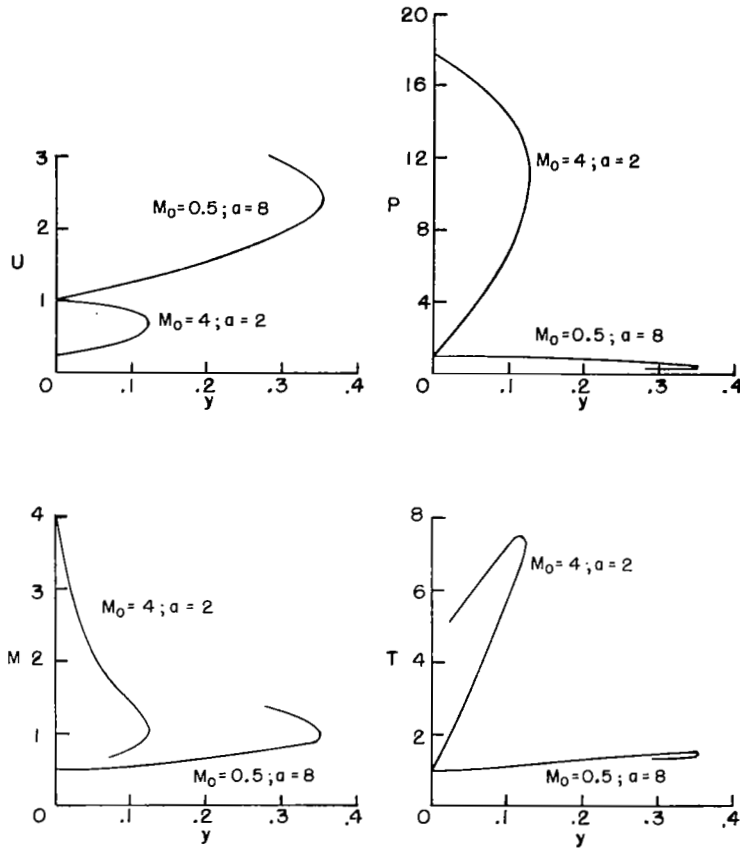 3
2
U
1
0
.1
.2
.3
.4
y
M₀=0.5; a=8
M₀=4; a=2
20
16
12
P
8
4
0
.1
.2
.3
.4
y
M₀=4; a=2
M₀=0.5; a=8
4
3
M 2
1
0
.1
.2
.3
.4
y
M₀=4; a=2
M₀=0.5; a=8
8
6
T 4
2
0
.1
.2
.3
.4
y
M₀=4; a=2
M₀=0.5; a=8